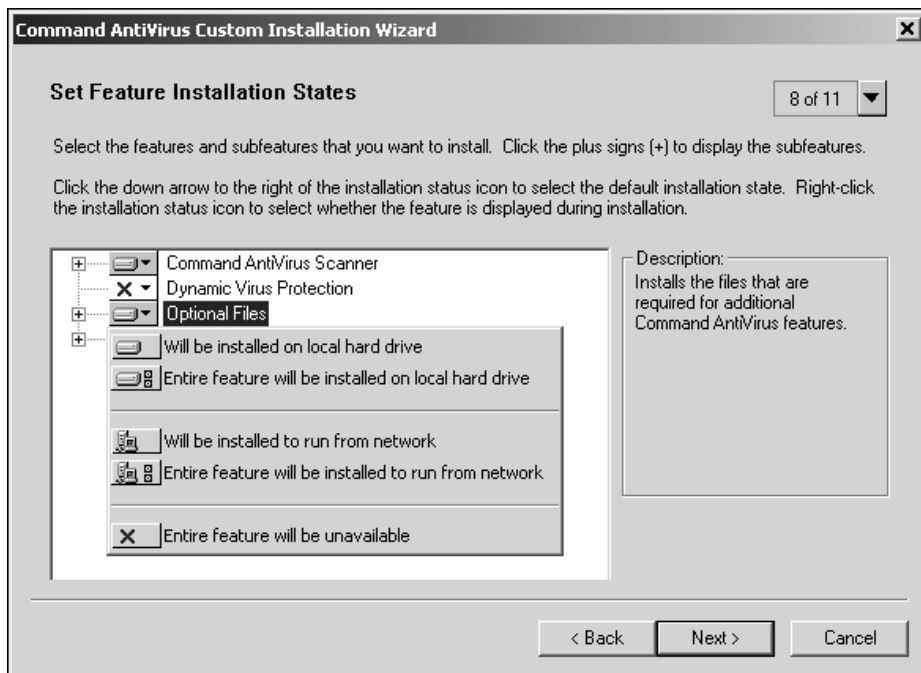 Command AntiVirus Custom Installation Wizard
Set Feature Installation States
8 of 11
Select the features and subfeatures that you want to install. Click the plus signs (+) to display the subfeatures.
Click the down arrow to the right of the installation status icon to select the default installation state. Right-click
the installation status icon to select whether the feature is displayed during installation.
Command AntiVirus Scanner
Dynamic Virus Protection
Optional Files
Will be installed on local hard drive
Entire feature will be installed on local hard drive
Will be installed to run from network
Entire feature will be installed to run from network
Entire feature will be unavailable
Description:
Installs the files that are
required for additional
Command AntiVirus features.
< Back
Next >
Cancel